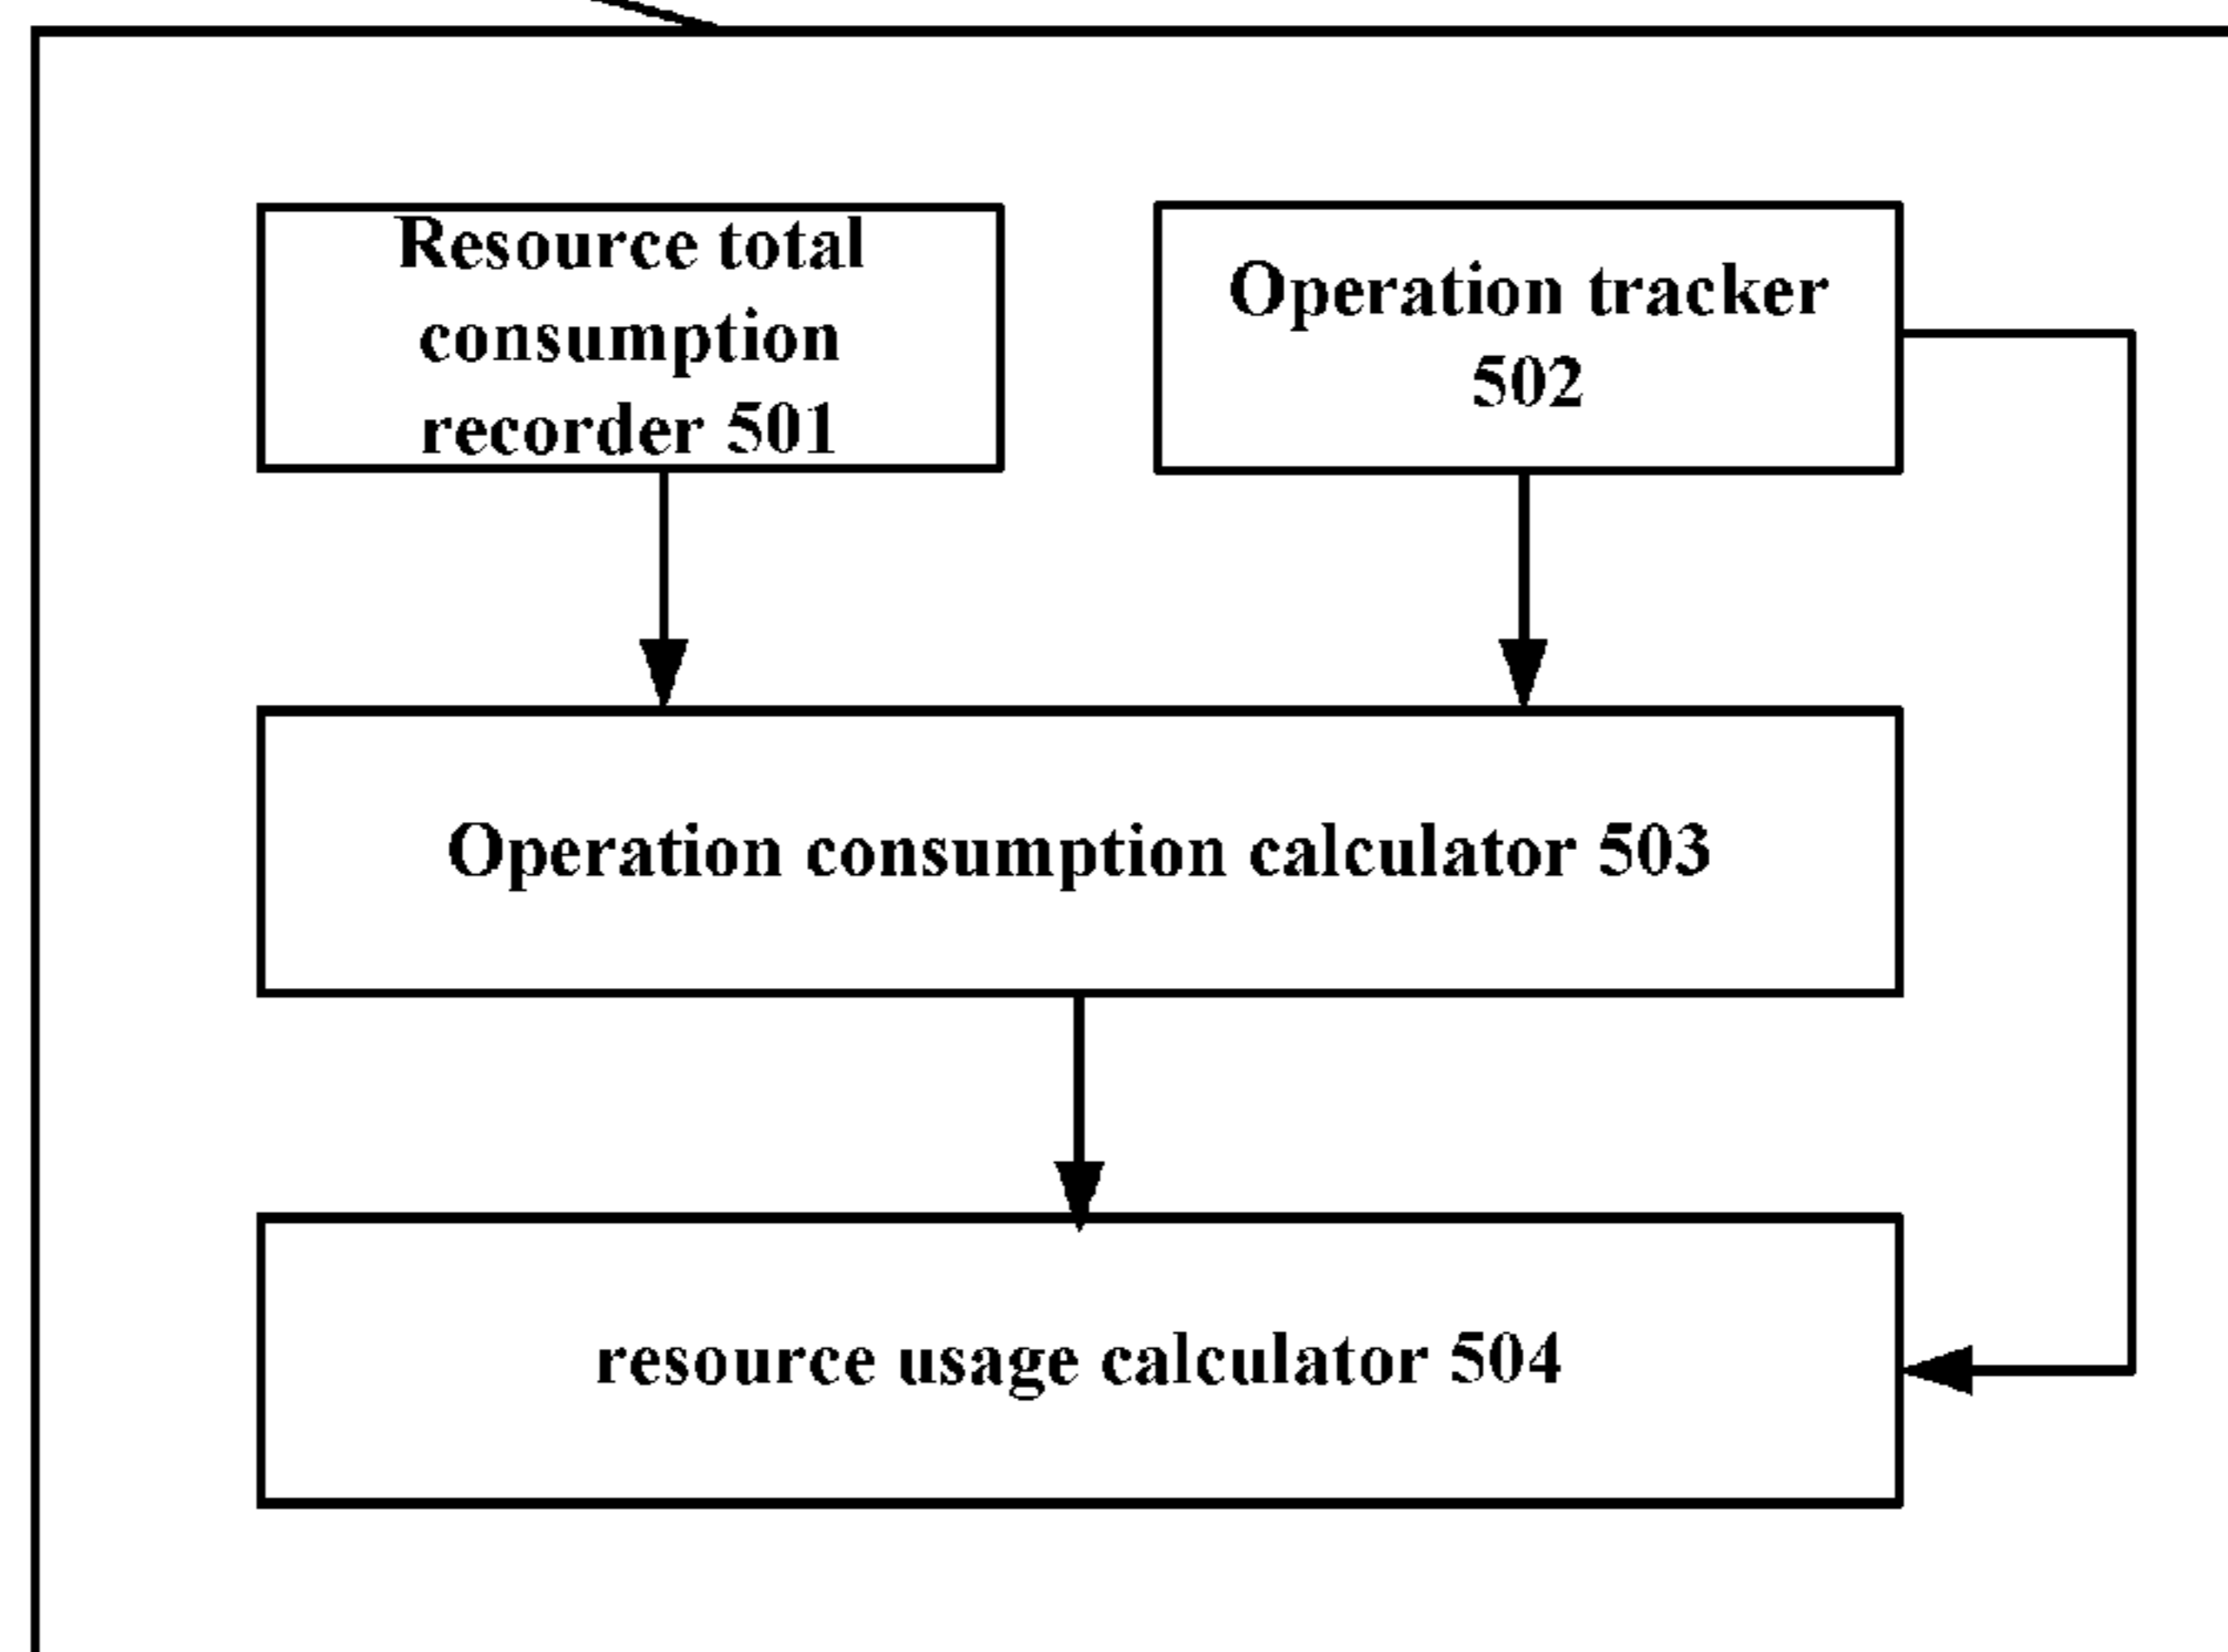 Resource total
consumption
recorder 501
Operation tracker
502
Operation consumption calculator 503
resource usage calculator 504